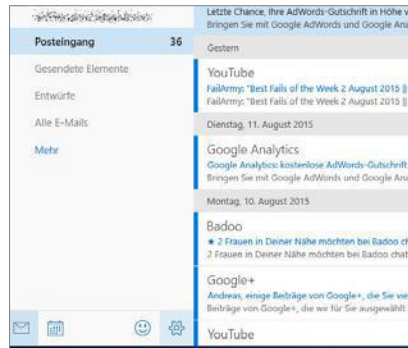 Posteingang 36
Gesendete Elemente
Entwürfe
Alle E-Mails
Mehr
Letzte Chance, Ihre AdWords-Gutschrift in Höhe v
Bringen Sie mit Google AdWords und Google Ana
Gestern
YouTube
FailArmy: "Best Fails of the Week 2 August 2015 ||
FailArmy: "Best Fails of the Week 2 August 2015 ||
Dienstag, 11. August 2015
Google Analytics
Google Analytics: kostenlose AdWords-Gutschrift
Bringen Sie mit Google AdWords und Google Ana
Montag, 10. August 2015
Badoo
★ 2 Frauen in Deiner Nähe möchten bei Badoo ch
2 Frauen in Deiner Nähe möchten bei Badoo chat
Google+
Andreas, einige Beiträge von Google+, die Sie vie
Beiträge von Google+, die wir für Sie ausgewählt
YouTube